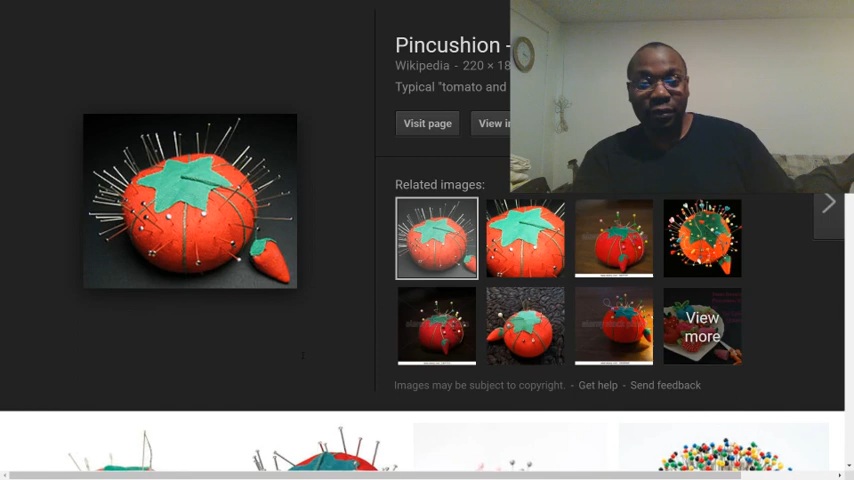 Pincushion -
Wikipedia - 220 × 18
Typical "tomato and
Visit page
View i
Related images:
View
more
Images may be subject to copyright. - Get help - Send feedback